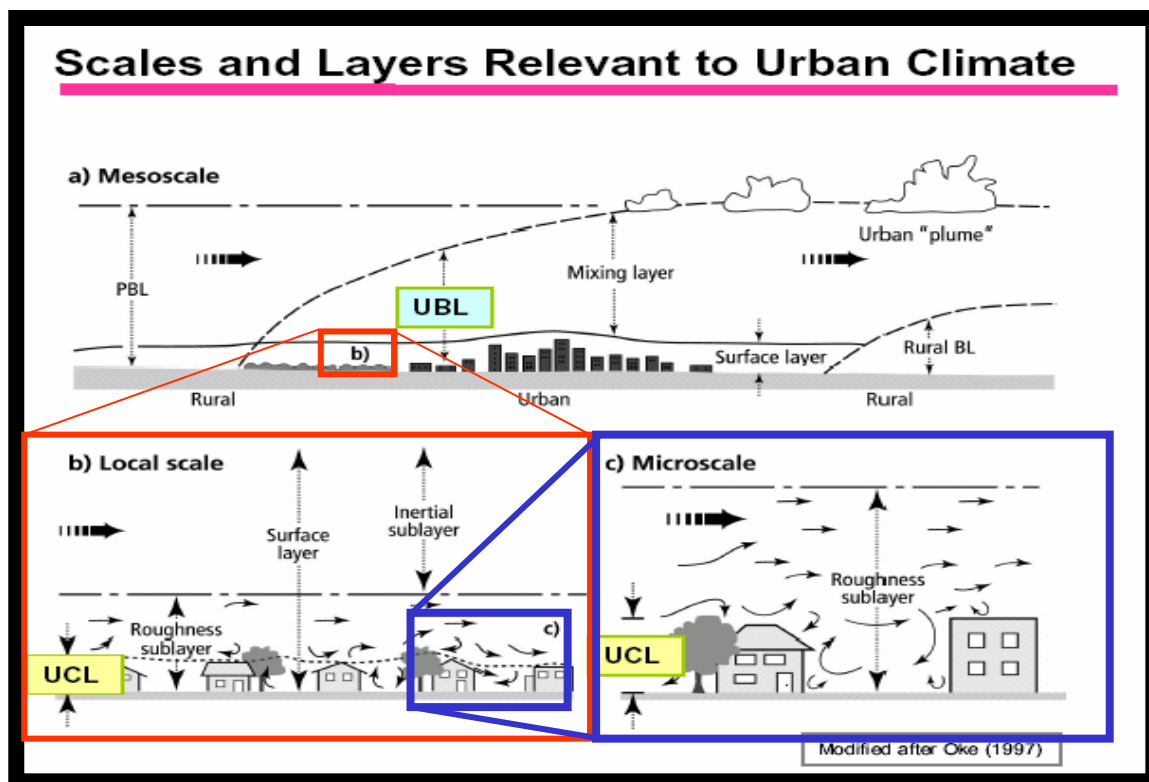 Scales and Layers Relevant to Urban Climate
a) Mesoscale
Urban "plume"
PBL
Mixing layer
UBL
b)
Surface layer
Rural BL
Rural
Urban
Rural
b) Local scale
Inertial
sublayer
Surface
layer
Roughness
sublayer
c)
UCL
c) Microscale
Roughness
sublayer
UCL
Modified after Oke (1997)